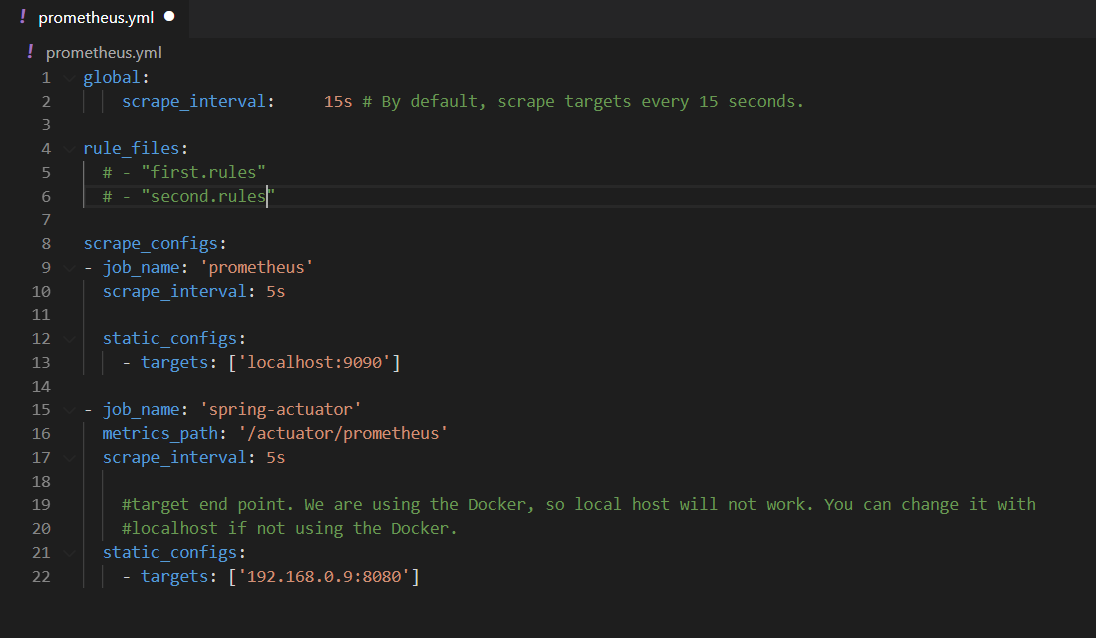 ! prometheus.yml ●
! prometheus.yml
1 global:
2     scrape_interval:     15s # By default, scrape targets every 15 seconds.
3
4 rule_files:
5   # - "first.rules"
6   # - "second.rules"
7
8 scrape_configs:
9 - job_name: 'prometheus'
10   scrape_interval: 5s
11
12   static_configs:
13     - targets: ['localhost:9090']
14
15 - job_name: 'spring-actuator'
16   metrics_path: '/actuator/prometheus'
17   scrape_interval: 5s
18
19     #target end point. We are using the Docker, so local host will not work. You can change it with
20     #localhost if not using the Docker.
21   static_configs:
22     - targets: ['192.168.0.9:8080']